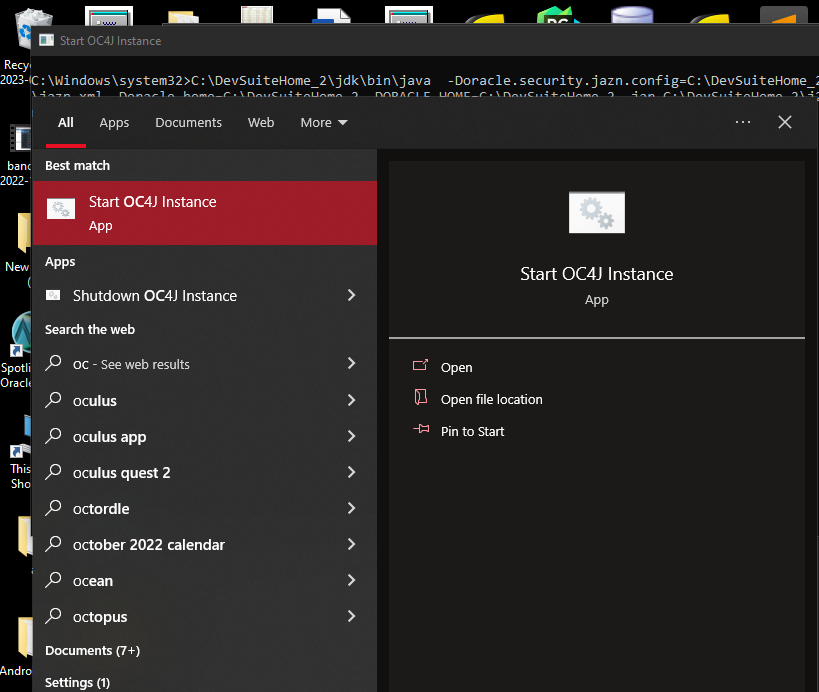 Start OC4J Instance
Recy
2023-
C:\Windows\system32>C:\DevSuiteHome_2\jdk\bin\java -Doracle.security.jazn.config=C:\DevSuiteHome_2
All
Apps
Documents
Web
More
Best match
Start OC4J Instance
App
Apps
Shutdown OC4J Instance
Search the web
oc - See web results
oculus
oculus app
oculus quest 2
octordle
october 2022 calendar
ocean
octopus
Documents (7+)
Settings (1)
Start OC4J Instance
App
Open
Open file location
Pin to Start
banc
2022-
New
(
Spotli
Oracle
This
Sho
Andro